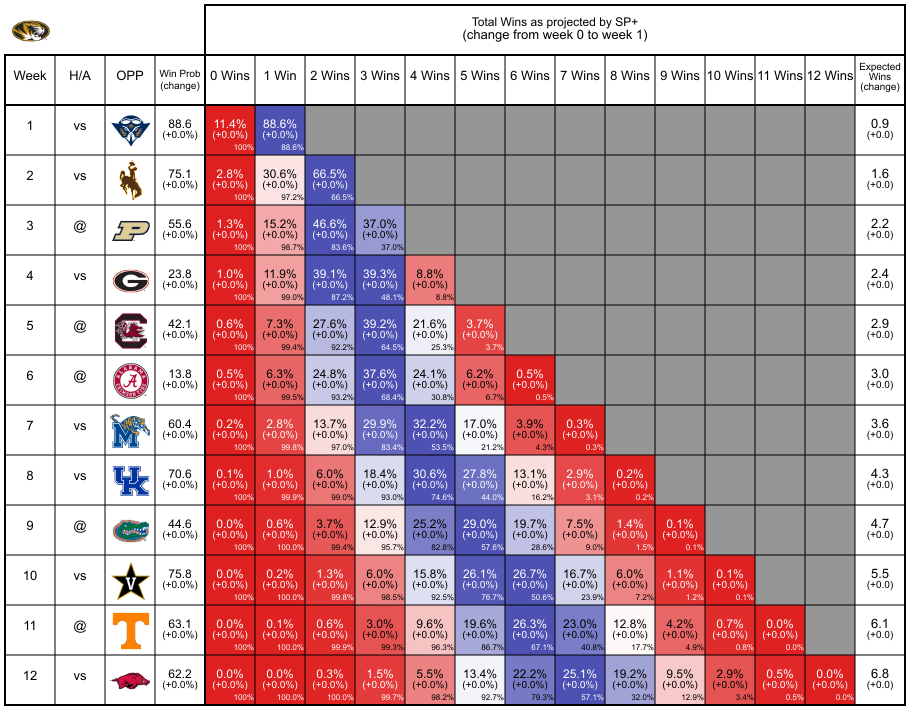 Total Wins as projected by SP+
(change from week 0 to week 1)
Week H/A OPP Win Prob (change) 0 Wins 1 Win 2 Wins 3 Wins 4 Wins 5 Wins 6 Wins 7 Wins 8 Wins 9 Wins 10 Wins 11 Wins 12 Wins Expected Wins (change)
1 vs 88.6 11.4% 88.6% 0.9
(+0.0%) (+0.0%) (+0.0%) (+0.0)
100% 88.6%
2 vs 75.1 2.8% 30.6% 66.5% 1.6
(+0.0%) (+0.0%) (+0.0%) (+0.0%) (+0.0)
100% 97.2% 66.5%
3 @ P 55.6 1.3% 15.2% 46.6% 37.0% 2.2
(+0.0%) (+0.0%) (+0.0%) (+0.0%) (+0.0%) (+0.0)
100% 98.7% 83.6% 37.0%
4 vs G 23.8 1.0% 11.9% 39.1% 39.3% 8.8% 2.4
(+0.0%) (+0.0%) (+0.0%) (+0.0%) (+0.0%) (+0.0%) (+0.0)
100% 99.0% 87.2% 48.1% 8.8%
5 @ C 42.1 0.6% 7.3% 27.6% 39.2% 21.6% 3.7% 2.9
(+0.0%) (+0.0%) (+0.0%) (+0.0%) (+0.0%) (+0.0%) (+0.0%) (+0.0)
100% 99.4% 92.2% 64.5% 25.3% 3.7%
6 @ A 13.8 0.5% 6.3% 24.8% 37.6% 24.1% 6.2% 0.5% 3.0
(+0.0%) (+0.0%) (+0.0%) (+0.0%) (+0.0%) (+0.0%) (+0.0%) (+0.0%) (+0.0)
100% 99.5% 93.2% 68.4% 30.8% 6.7% 0.5%
7 vs M 60.4 0.2% 2.8% 13.7% 29.9% 32.2% 17.0% 3.9% 0.3% 3.6
(+0.0%) (+0.0%) (+0.0%) (+0.0%) (+0.0%) (+0.0%) (+0.0%) (+0.0%) (+0.0%) (+0.0)
100% 99.8% 97.0% 83.4% 53.5% 21.2% 4.3% 0.3%
8 vs UK 70.6 0.1% 1.0% 6.0% 18.4% 30.6% 27.8% 13.1% 2.9% 0.2% 4.3
(+0.0%) (+0.0%) (+0.0%) (+0.0%) (+0.0%) (+0.0%) (+0.0%) (+0.0%) (+0.0%) (+0.0%) (+0.0)
100% 99.9% 99.0% 93.0% 74.6% 44.0% 16.2% 3.1% 0.2%
9 @ 44.6 0.0% 0.6% 3.7% 12.9% 25.2% 29.0% 19.7% 7.5% 1.4% 0.1% 4.7
(+0.0%) (+0.0%) (+0.0%) (+0.0%) (+0.0%) (+0.0%) (+0.0%) (+0.0%) (+0.0%) (+0.0%) (+0.0%) (+0.0)
100% 100.0% 99.4% 95.7% 82.8% 57.6% 28.6% 9.0% 1.5% 0.1%
10 vs V 75.8 0.0% 0.2% 1.3% 6.0% 15.8% 26.1% 26.7% 16.7% 6.0% 1.1% 0.1% 5.5
(+0.0%) (+0.0%) (+0.0%) (+0.0%) (+0.0%) (+0.0%) (+0.0%) (+0.0%) (+0.0%) (+0.0%) (+0.0%) (+0.0%) (+0.0)
100% 100.0% 99.8% 98.5% 92.5% 76.7% 50.6% 23.9% 7.2% 1.2% 0.1%
11 @ T 63.1 0.0% 0.1% 0.6% 3.0% 9.6% 19.6% 26.3% 23.0% 12.8% 4.2% 0.7% 0.0% 6.1
(+0.0%) (+0.0%) (+0.0%) (+0.0%) (+0.0%) (+0.0%) (+0.0%) (+0.0%) (+0.0%) (+0.0%) (+0.0%) (+0.0%) (+0.0%) (+0.0)
100% 100.0% 99.9% 99.3% 96.3% 86.7% 67.1% 40.8% 17.7% 4.9% 0.8% 0.0%
12 vs 62.2 0.0% 0.0% 0.3% 1.5% 5.5% 13.4% 22.2% 25.1% 19.2% 9.5% 2.9% 0.5% 0.0% 6.8
(+0.0%) (+0.0%) (+0.0%) (+0.0%) (+0.0%) (+0.0%) (+0.0%) (+0.0%) (+0.0%) (+0.0%) (+0.0%) (+0.0%) (+0.0%) (+0.0%) (+0.0)
100% 100.0% 100.0% 99.7% 98.2% 92.7% 79.3% 57.1% 32.0% 12.9% 3.4% 0.5% 0.0%